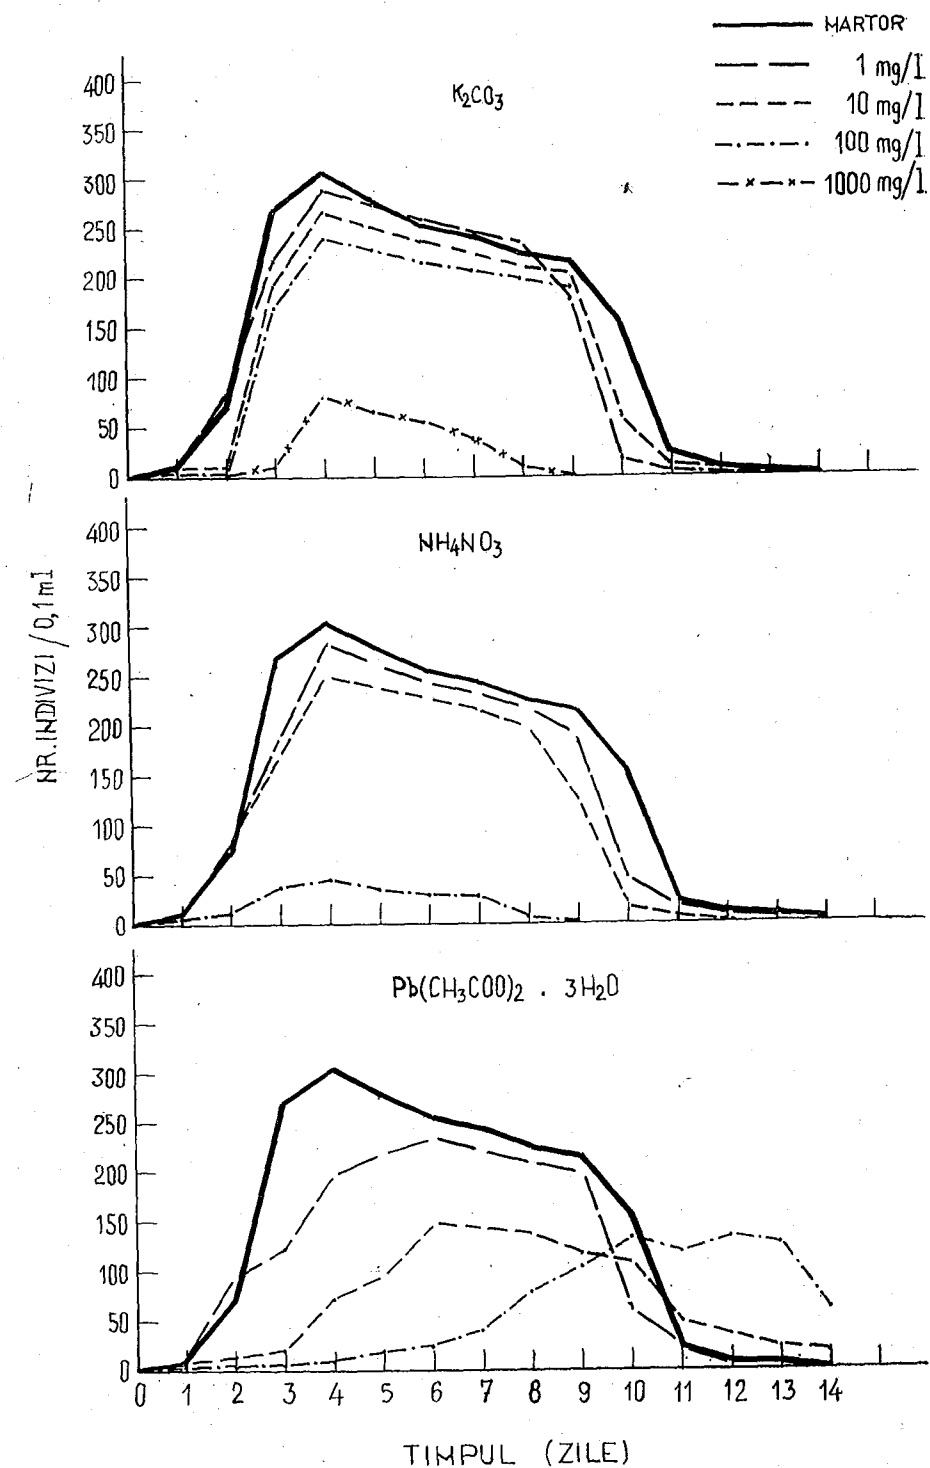 MARTOR
1 mg/l
10 mg/l
100 mg/l
1000 mg/l
K₂CO₃
400
350
300
250
200
150
100
50
0
NH₄NO₃
400
350
300
250
200
150
100
50
0
NR.INDIVIZI/0,1ml
Pb(CH₃COO)₂ . 3H₂O
400
350
300
250
200
150
100
50
0
0 1 2 3 4 5 6 7 8 9 10 11 12 13 14
TIMPUL (ZILE)